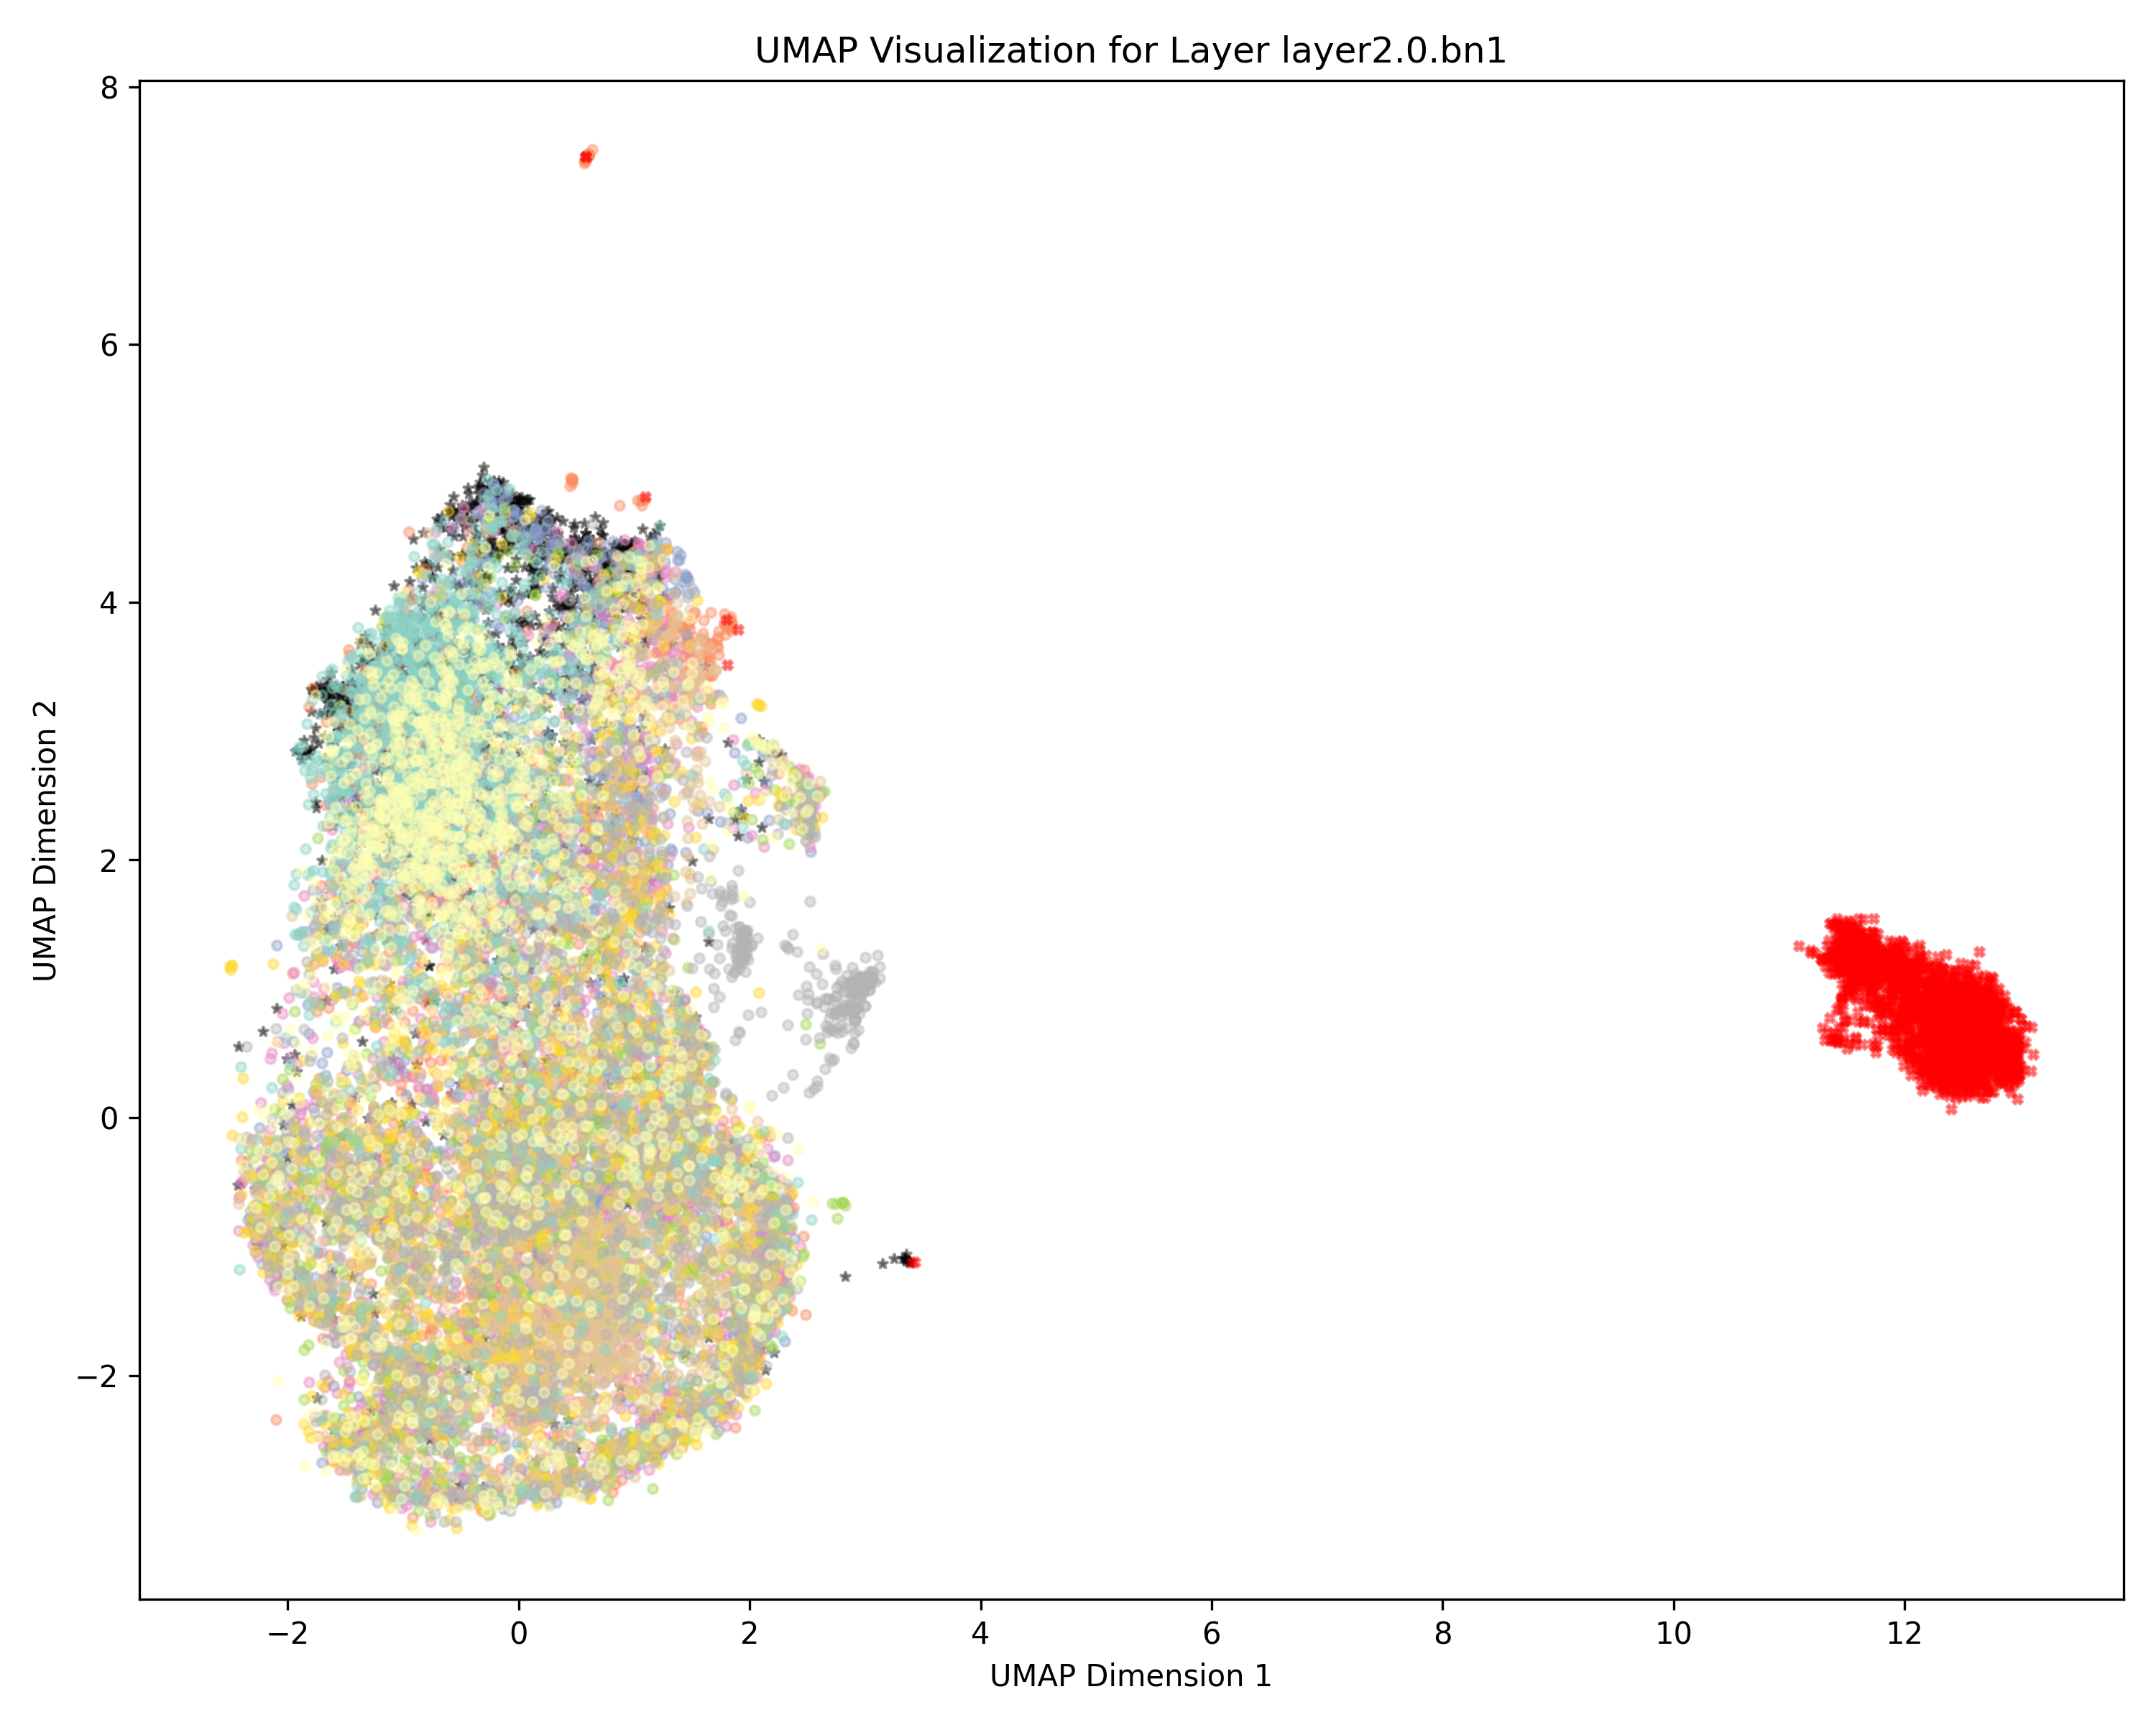 UMAP Visualization for Layer layer2.0.bn1
8
6
4
2
0
−2
UMAP Dimension 2
−2 0 2 4 6 8 10 12
UMAP Dimension 1